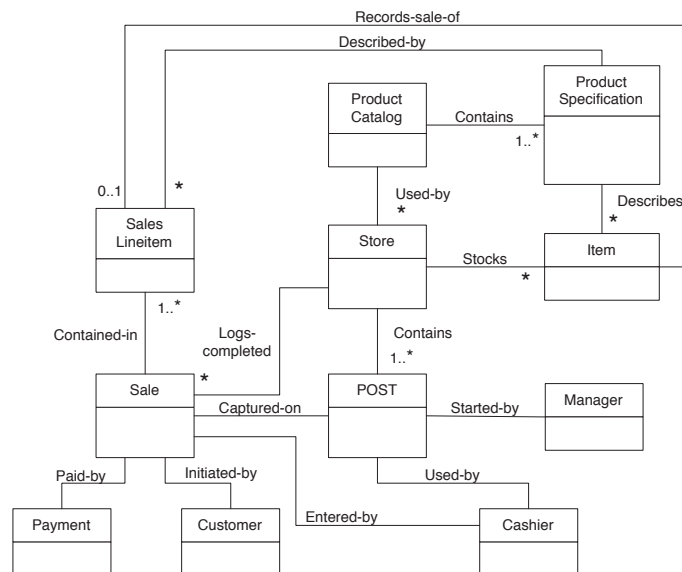 Records-sale-of
Described-by
Product
Specification
Product
Catalog
Contains
1..*
0..1
*
Used-by
*
Describes
*
Sales
Lineitem
Store
Stocks
*
Item
1..*
Contained-in
Logs-
completed
*
Contains
1..*
Sale
Captured-on
POST
Started-by
Manager
Paid-by
Initiated-by
Used-by
Entered-by
Payment
Customer
Cashier